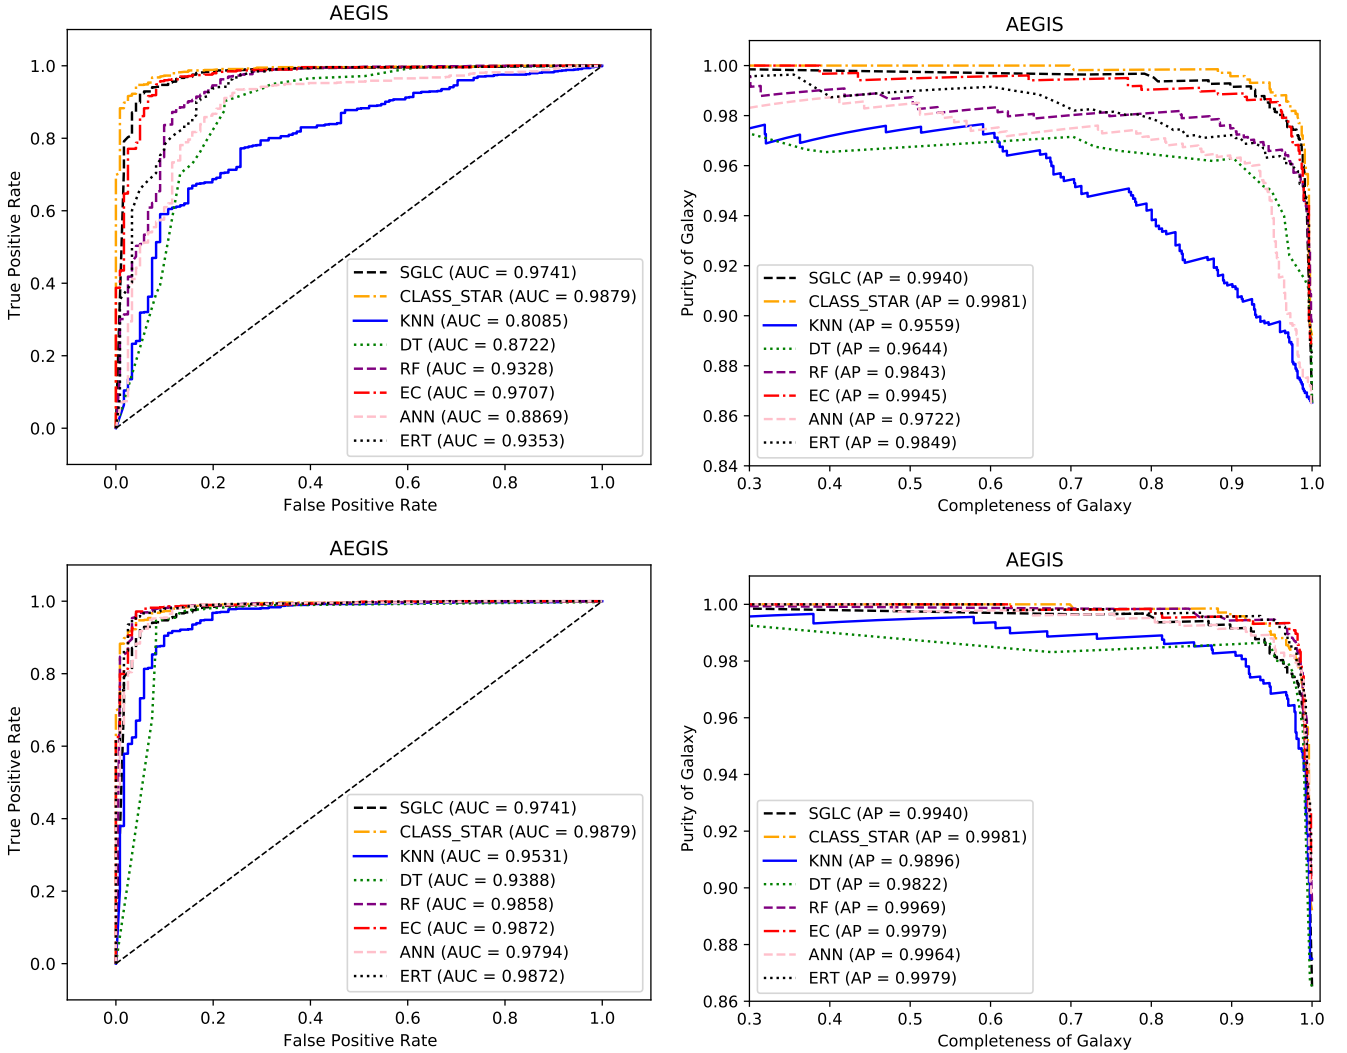 AEGIS
True Positive Rate
1.0
0.8
0.6
0.4
0.2
0.0
SGLC (AUC = 0.9741)
CLASS_STAR (AUC = 0.9879)
KNN (AUC = 0.8085)
DT (AUC = 0.8722)
RF (AUC = 0.9328)
EC (AUC = 0.9707)
ANN (AUC = 0.8869)
ERT (AUC = 0.9353)
0.0 0.2 0.4 0.6 0.8 1.0
False Positive Rate
AEGIS
Purity of Galaxy
1.00
0.98
0.96
0.94
0.92
0.90
0.88
0.86
0.84
SGLC (AP = 0.9940)
CLASS_STAR (AP = 0.9981)
KNN (AP = 0.9559)
DT (AP = 0.9644)
RF (AP = 0.9843)
EC (AP = 0.9945)
ANN (AP = 0.9722)
ERT (AP = 0.9849)
0.3 0.4 0.5 0.6 0.7 0.8 0.9 1.0
Completeness of Galaxy
AEGIS
True Positive Rate
1.0
0.8
0.6
0.4
0.2
0.0
SGLC (AUC = 0.9741)
CLASS_STAR (AUC = 0.9879)
KNN (AUC = 0.9531)
DT (AUC = 0.9388)
RF (AUC = 0.9858)
EC (AUC = 0.9872)
ANN (AUC = 0.9794)
ERT (AUC = 0.9872)
0.0 0.2 0.4 0.6 0.8 1.0
False Positive Rate
AEGIS
Purity of Galaxy
1.00
0.98
0.96
0.94
0.92
0.90
0.88
0.86
SGLC (AP = 0.9940)
CLASS_STAR (AP = 0.9981)
KNN (AP = 0.9896)
DT (AP = 0.9822)
RF (AP = 0.9969)
EC (AP = 0.9979)
ANN (AP = 0.9964)
ERT (AP = 0.9979)
0.3 0.4 0.5 0.6 0.7 0.8 0.9 1.0
Completeness of Galaxy